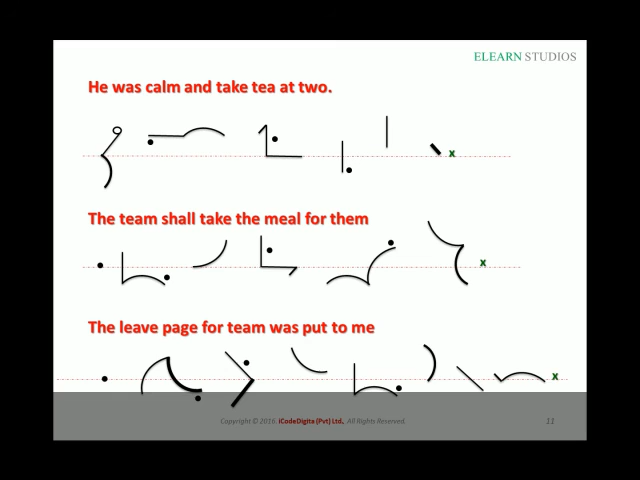 ELEARN STUDIOS
He was calm and take tea at two.
x
The team shall take the meal for them
x
The leave page for team was put to me
x
Copyright © 2016, iCodeDigita (Pvt) Ltd. All Rights Reserved.
11